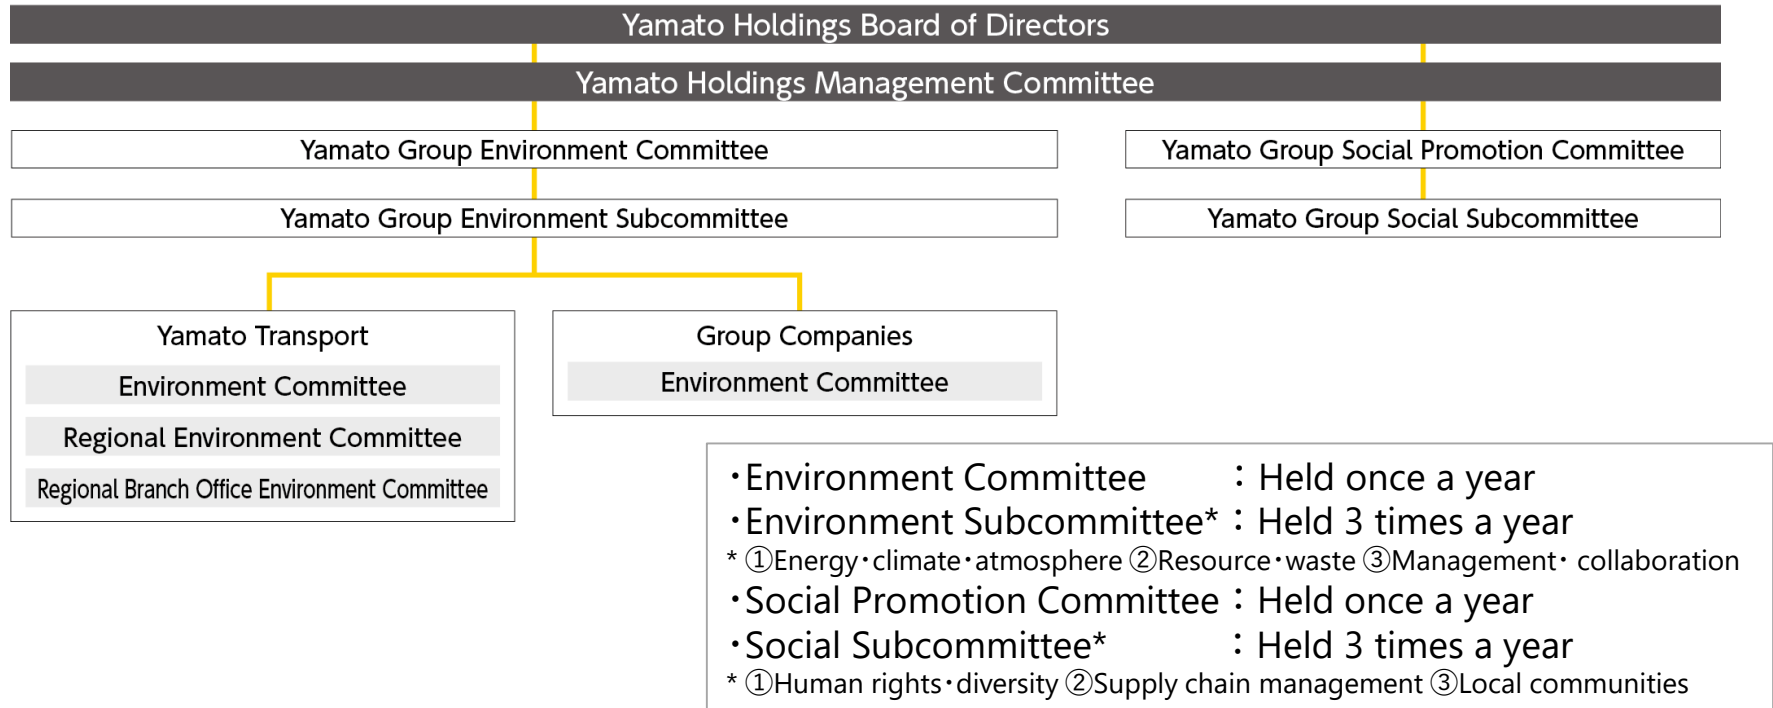 Yamato Holdings Board of Directors
Yamato Holdings Management Committee
Yamato Group Environment Committee
Yamato Group Social Promotion Committee
Yamato Group Environment Subcommittee
Yamato Group Social Subcommittee
Yamato Transport
Environment Committee
Regional Environment Committee
Regional Branch Office Environment Committee
Group Companies
Environment Committee
・Environment Committee : Held once a year
・Environment Subcommittee* : Held 3 times a year
* ①Energy・climate・atmosphere ②Resource・waste ③Management・ collaboration
・Social Promotion Committee : Held once a year
・Social Subcommittee* : Held 3 times a year
* ①Human rights・diversity ②Supply chain management ③Local communities